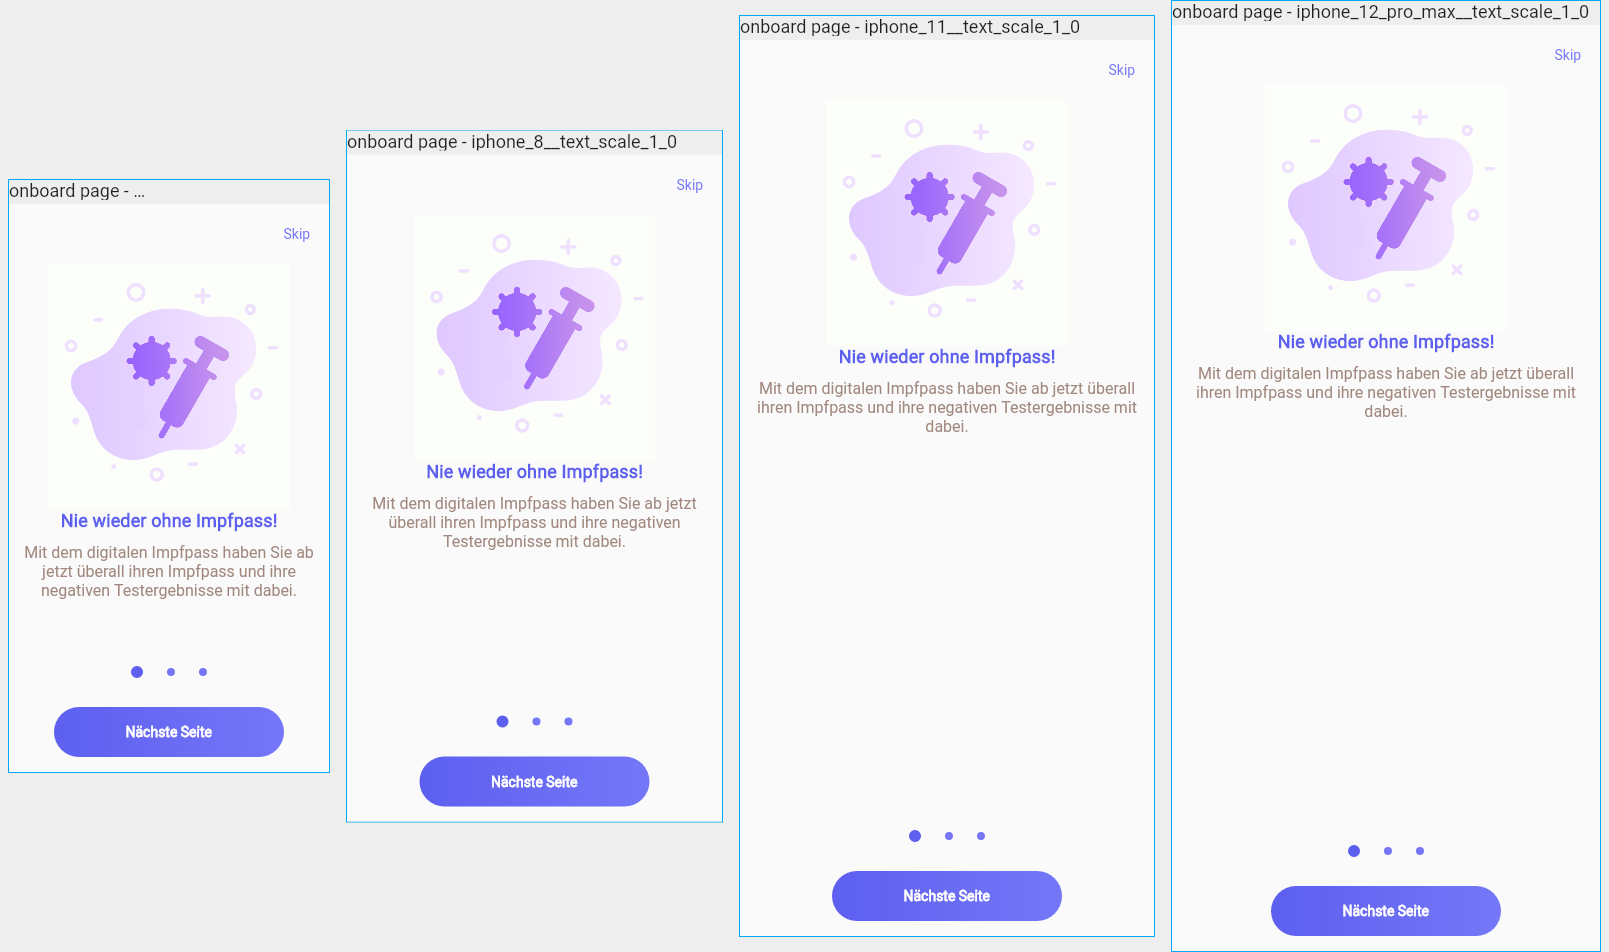 onboard page - ...
Skip
Nie wieder ohne Impfpass!
Mit dem digitalen Impfpass haben Sie ab
jetzt überall ihren Impfpass und ihre
negativen Testergebnisse mit dabei.
Nächste Seite
onboard page - iphone_8__text_scale_1_0
Skip
Nie wieder ohne Impfpass!
Mit dem digitalen Impfpass haben Sie ab jetzt
überall ihren Impfpass und ihre negativen
Testergebnisse mit dabei.
Nächste Seite
onboard page - iphone_11__text_scale_1_0
Skip
Nie wieder ohne Impfpass!
Mit dem digitalen Impfpass haben Sie ab jetzt überall
ihren Impfpass und ihre negativen Testergebnisse mit
dabei.
Nächste Seite
onboard page - iphone_12_pro_max__text_scale_1_0
Skip
Nie wieder ohne Impfpass!
Mit dem digitalen Impfpass haben Sie ab jetzt überall
ihren Impfpass und ihre negativen Testergebnisse mit
dabei.
Nächste Seite